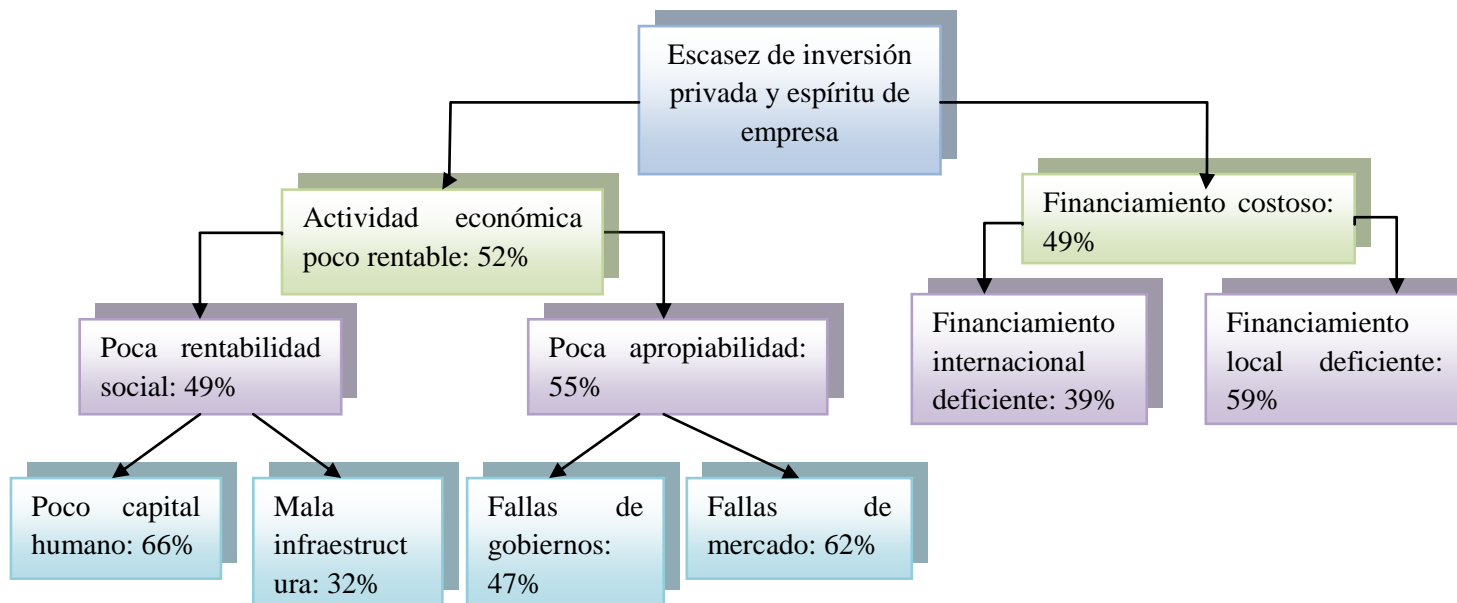 Escasez de inversión
privada y espíritu de
empresa
Actividad económica
poco rentable: 52%
Financiamiento costoso:
49%
Poca rentabilidad
social: 49%
Poca apropiabilidad:
55%
Financiamiento
internacional
deficiente: 39%
Financiamiento
local deficiente:
59%
Poco capital
humano: 66%
Mala
infraestruct
ura: 32%
Fallas de
gobiernos:
47%
Fallas de
mercado: 62%